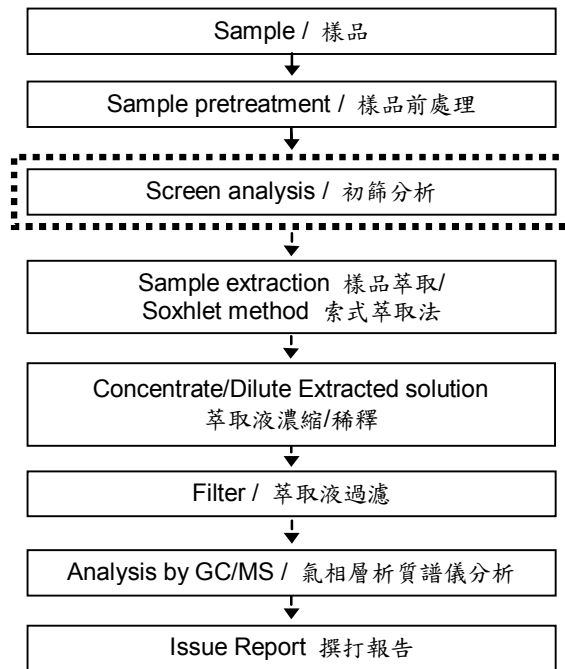 Sample / 樣品
Sample pretreatment / 樣品前處理
Screen analysis / 初篩分析
Sample extraction 樣品萃取/
Soxhlet method 索式萃取法
Concentrate/Dilute Extracted solution
萃取液濃縮/稀釋
Filter / 萃取液過濾
Analysis by GC/MS / 氣相層析質譜儀分析
Issue Report 撰打報告